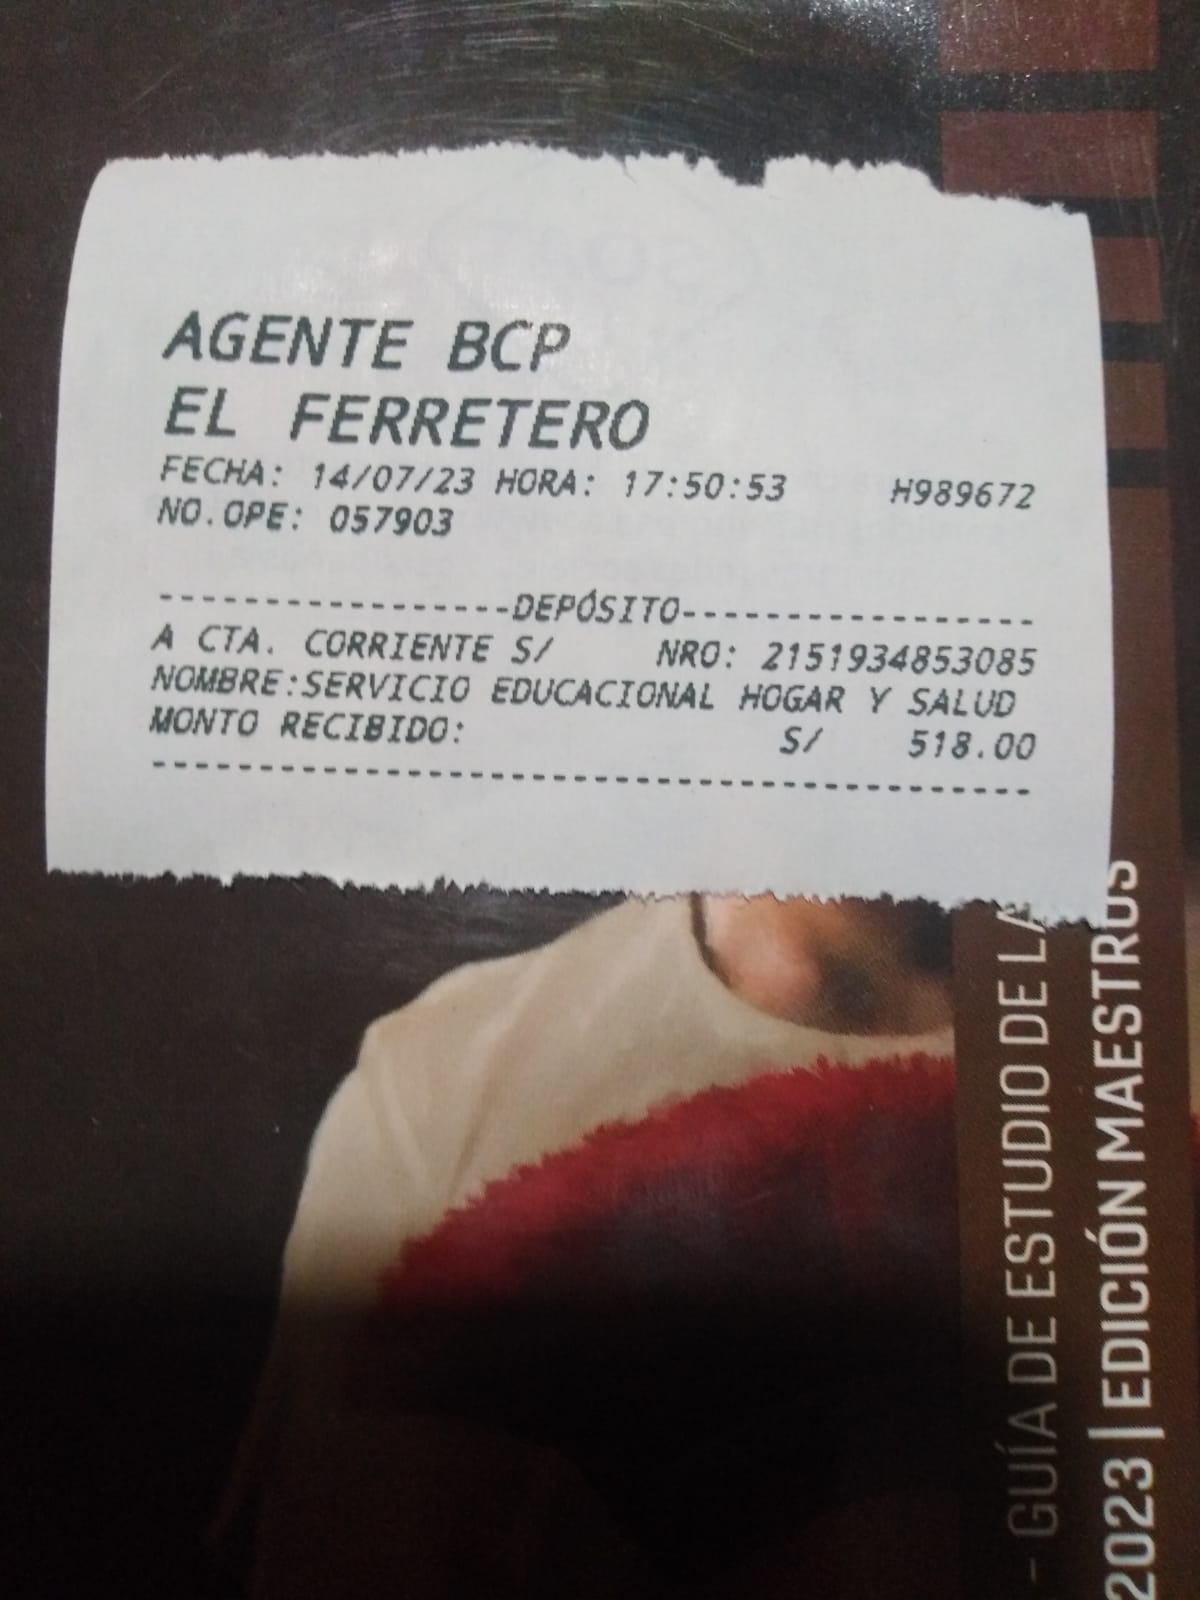 AGENTE BCP
EL FERRETERO
FECHA: 14/07/23 HORA: 17:50:53 H989672
NO.OPE: 057903
-----------------DEPÓSITO-----------------
A CTA. CORRIENTE S/ NRO: 2151934853085
NOMBRE:SERVICIO EDUCACIONAL HOGAR Y SALUD
MONTO RECIBIDO: S/ 518.00
------------------------------------------
- GUÍA DE ESTUDIO DE LA
2023 | EDICIÓN MAESTROS